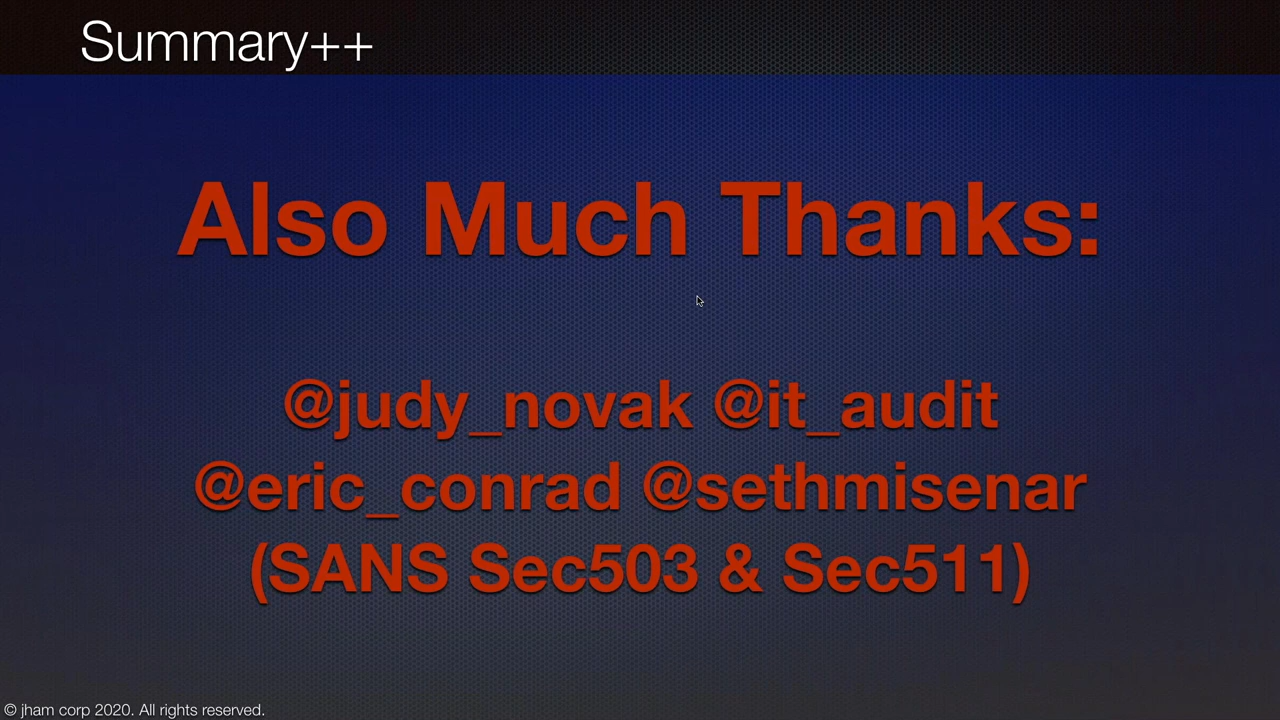 Summary++
Also Much Thanks:
@judy_novak @it_audit
@eric_conrad @sethmisenar
(SANS Sec503 & Sec511)
© jham corp 2020. All rights reserved.